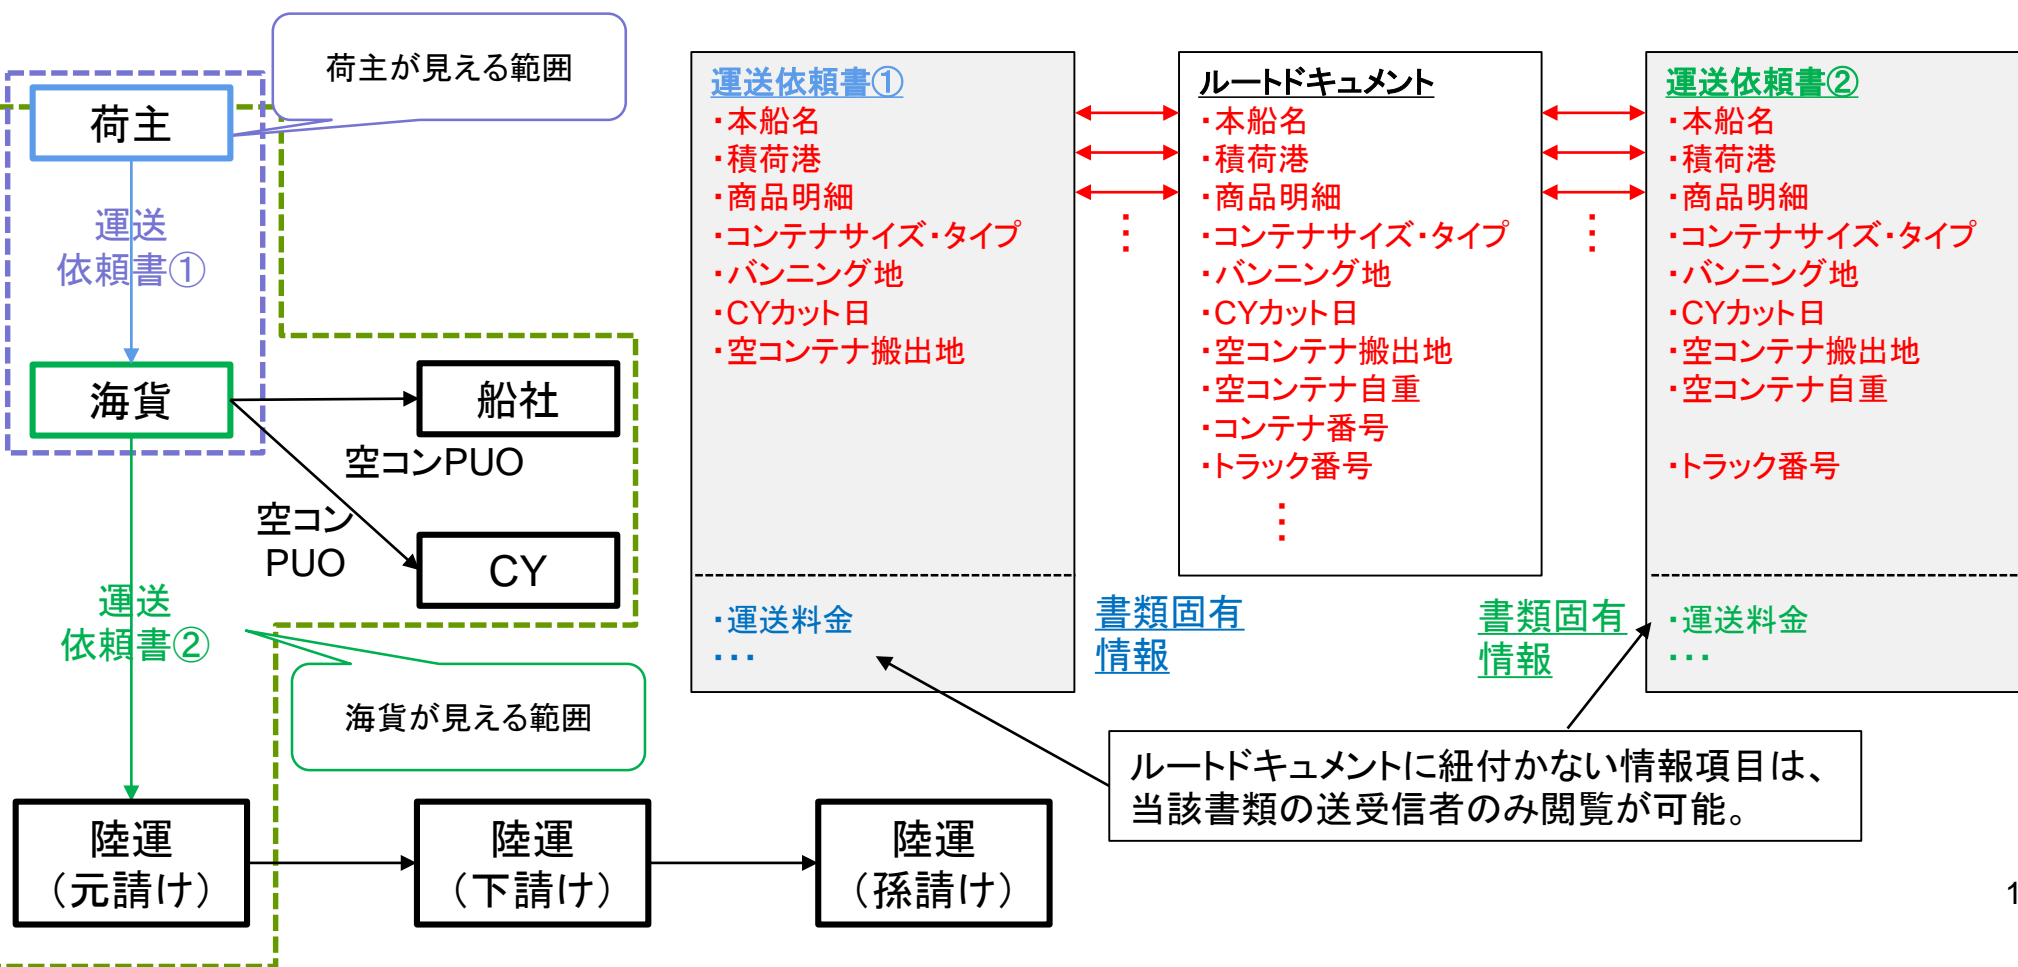 荷主が見える範囲
荷主
運送
依頼書①
海貨
船社
空コンPUO
空コン
PUO
CY
運送
依頼書②
海貨が見える範囲
陸運
（元請け）
陸運
（下請け）
陸運
（孫請け）
運送依頼書①
・本船名
・積荷港
・商品明細
・コンテナサイズ・タイプ
・バンニング地
・CYカット日
・空コンテナ搬出地
・運送料金
・・・
書類固有
情報
ルートドキュメント
・本船名
・積荷港
・商品明細
・コンテナサイズ・タイプ
・バンニング地
・CYカット日
・空コンテナ搬出地
・空コンテナ自重
・コンテナ番号
・トラック番号
運送依頼書②
・本船名
・積荷港
・商品明細
・コンテナサイズ・タイプ
・バンニング地
・CYカット日
・空コンテナ搬出地
・空コンテナ自重
・トラック番号
・運送料金
・・・
書類固有
情報
ルートドキュメントに紐付かない情報項目は、
当該書類の送受信者のみ閲覧が可能。
1